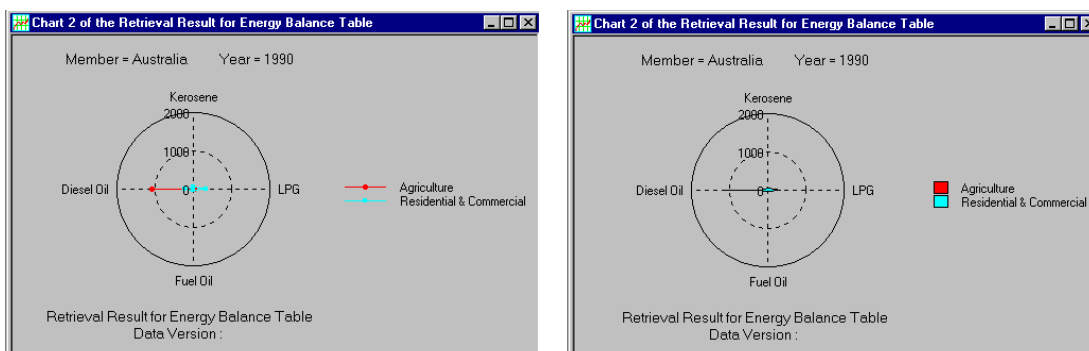 Chart 2 of the Retrieval Result for Energy Balance Table
Member = Australia Year = 1990
Kerosene
2000
1000
Diesel Oil 0 LPG
Agriculture
Residential & Commercial
Fuel Oil
Retrieval Result for Energy Balance Table
Data Version :
Chart 2 of the Retrieval Result for Energy Balance Table
Member = Australia Year = 1990
Kerosene
2000
1000
Diesel Oil 0 LPG
Agriculture
Residential & Commercial
Fuel Oil
Retrieval Result for Energy Balance Table
Data Version :